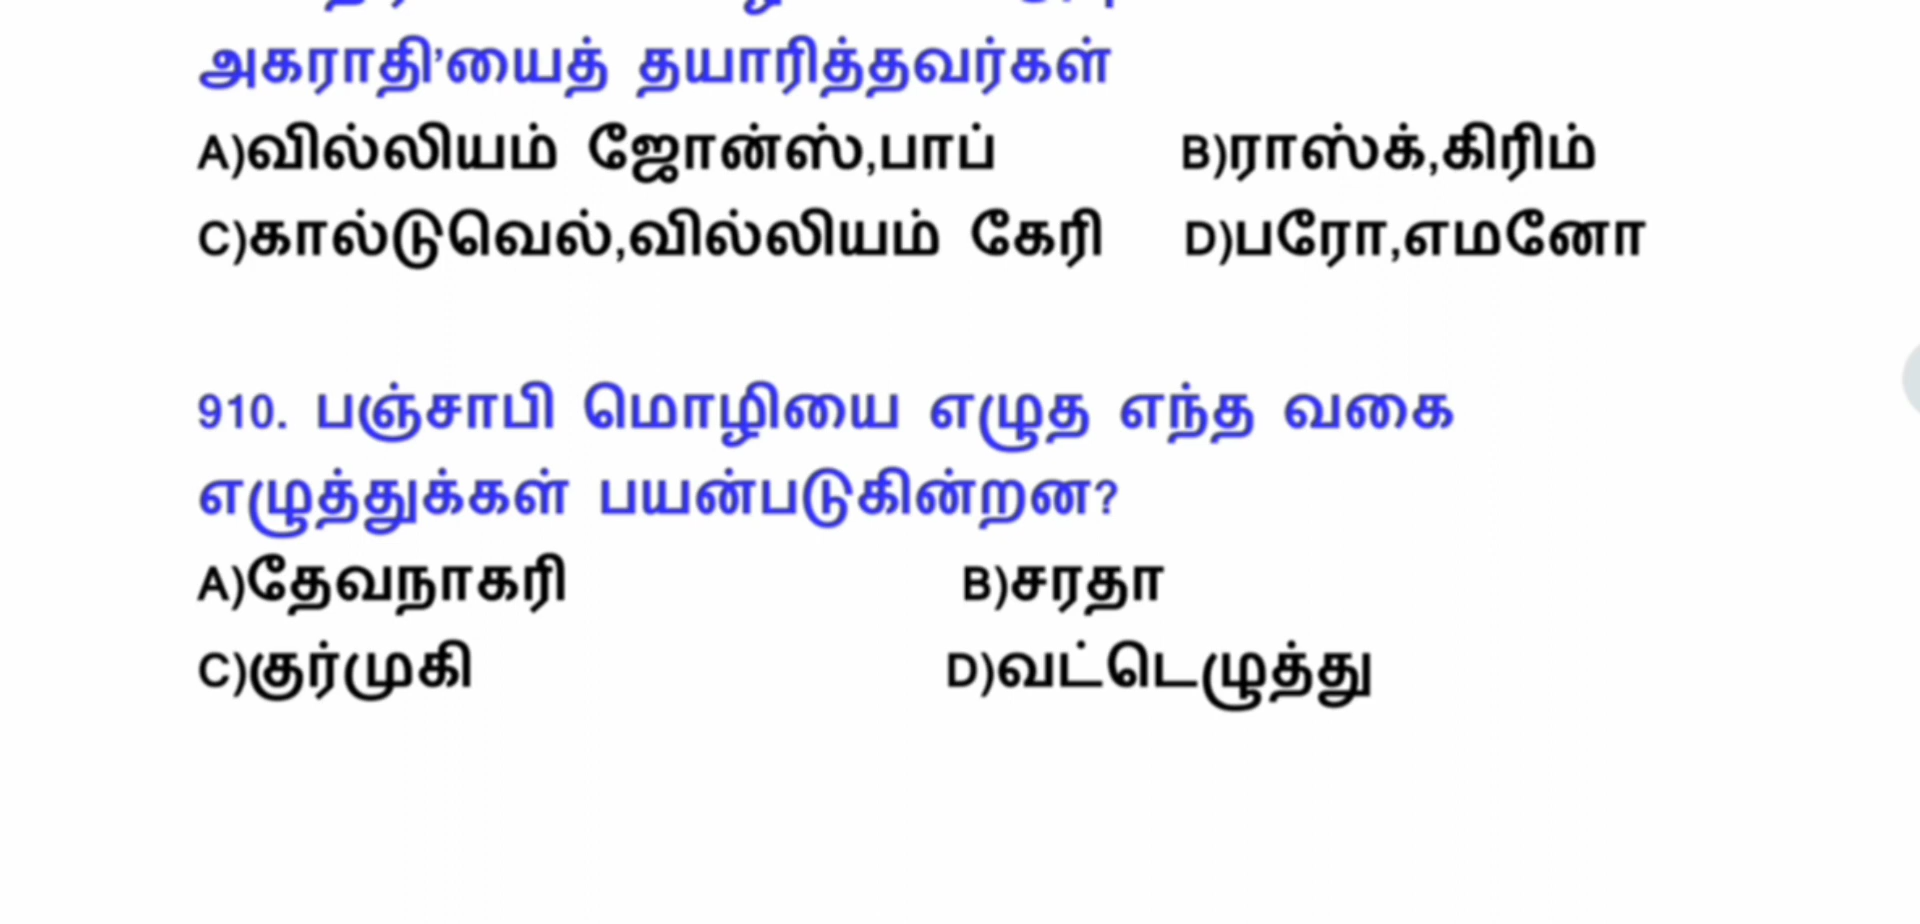 அகராதி’யைத் தயாரித்தவர்கள்
A)வில்லியம் ஜோன்ஸ்,பாப் B)ராஸ்க்,கிரிம்
C)கால்டுவெல்,வில்லியம் கேரி D)பரோ,எமனோ
910. பஞ்சாபி மொழியை எழுத எந்த வகை
எழுத்துக்கள் பயன்படுகின்றன?
A)தேவநாகரி B)சரதா
C)குர்முகி D)வட்டெழுத்து